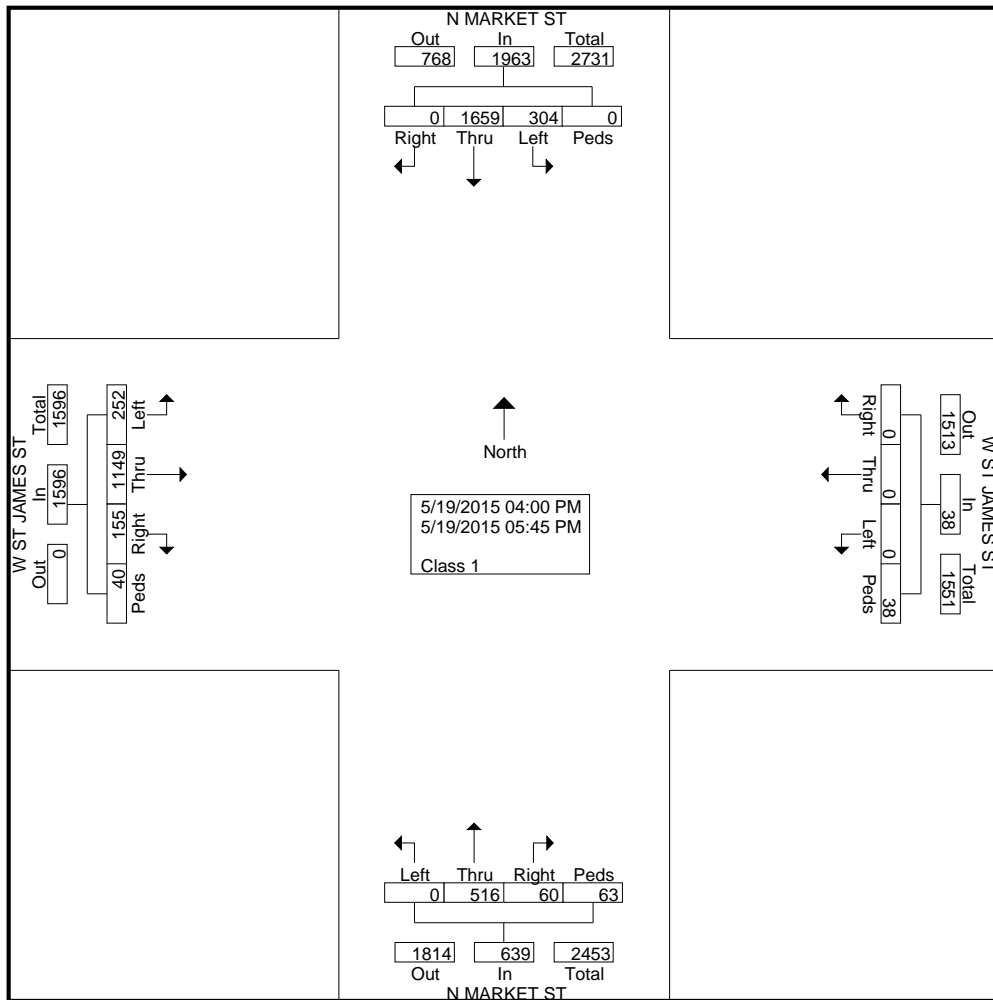 N MARKET ST
Out In Total
768 1963 2731
0 1659 304 0
Right Thru Left Peds
W ST JAMES ST
Total In Out
1596 1596 0
252 1149 155 40
Left Thru Right Peds
North
5/19/2015 04:00 PM
5/19/2015 05:45 PM
Class 1
Right Thru Left Peds
0 0 0 38
Out In Total
1513 38 1551
W ST JAMES ST
Left Thru Right Peds
0 516 60 63
1814 639 2453
Out In Total
N MARKET ST